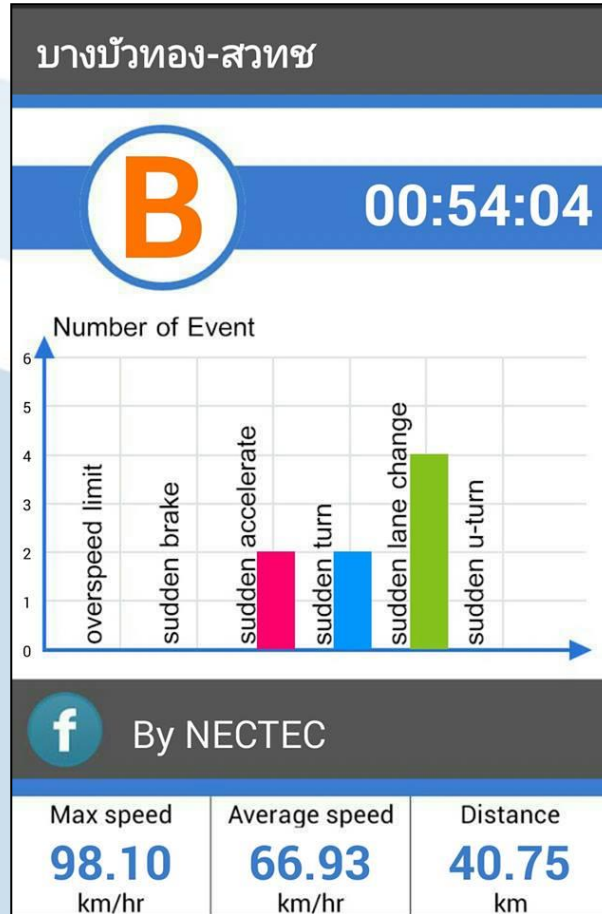 บางบัวทอง-สวทช
B
00:54:04
Number of Event
6
5
4
3
2
1
0
overspeed limit
sudden brake
sudden accelerate
sudden turn
sudden lane change
sudden u-turn
f
By NECTEC
Max speed
Average speed
Distance
98.10
66.93
40.75
km/hr
km/hr
km